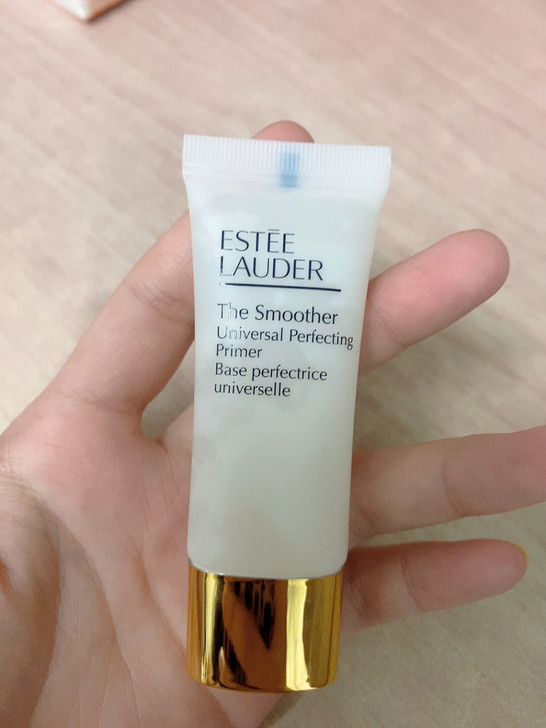 ESTĒE
LAUDER
The Smoother
Universal Perfecting
Primer
Base perfectrice
universelle